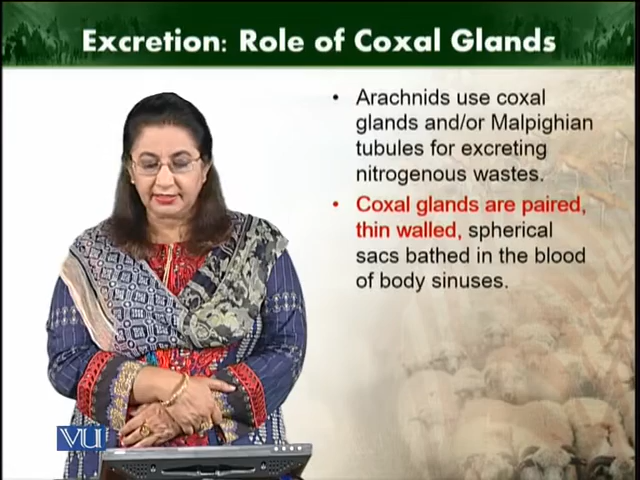 Excretion: Role of Coxal Glands
• Arachnids use coxal
glands and/or Malpighian
tubules for excreting
nitrogenous wastes.
• Coxal glands are paired,
thin walled, spherical
sacs bathed in the blood
of body sinuses.
VU